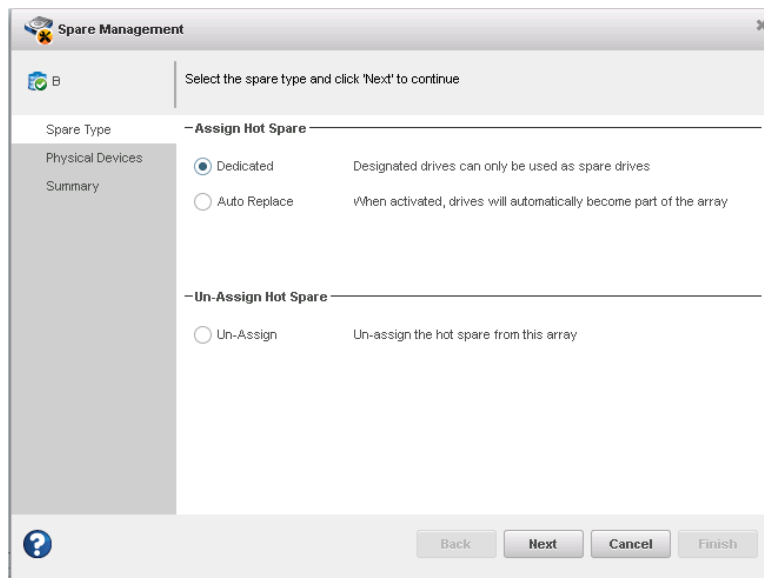 Spare Management
B
Select the spare type and click 'Next' to continue
Spare Type
Physical Devices
Summary
Assign Hot Spare
Dedicated Designated drives can only be used as spare drives
Auto Replace When activated, drives will automatically become part of the array
Un-Assign Hot Spare
Un-Assign Un-assign the hot spare from this array
?
Back Next Cancel Finish